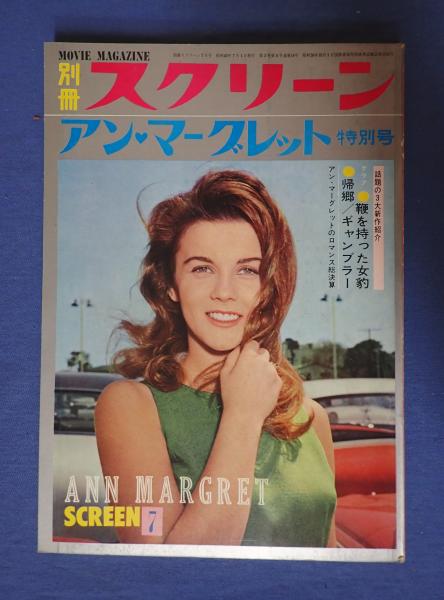 MOVIE MAGAZINE
別冊
スクリーン
アン♥マーグレット 特別号
話題の3大新作紹介
●鞭を持った女豹
●帰郷/ギャンブラー
アン・マーグレットのロマンス総決算
ANN MARGRET
SCREEN 7